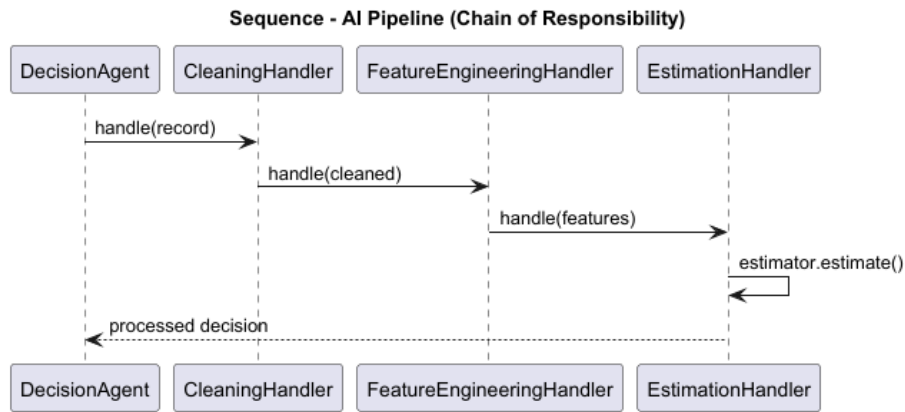 Sequence - AI Pipeline (Chain of Responsibility)
DecisionAgent
CleaningHandler
FeatureEngineeringHandler
EstimationHandler
handle(record)
handle(cleaned)
handle(features)
estimator.estimate()
processed decision
DecisionAgent
CleaningHandler
FeatureEngineeringHandler
EstimationHandler